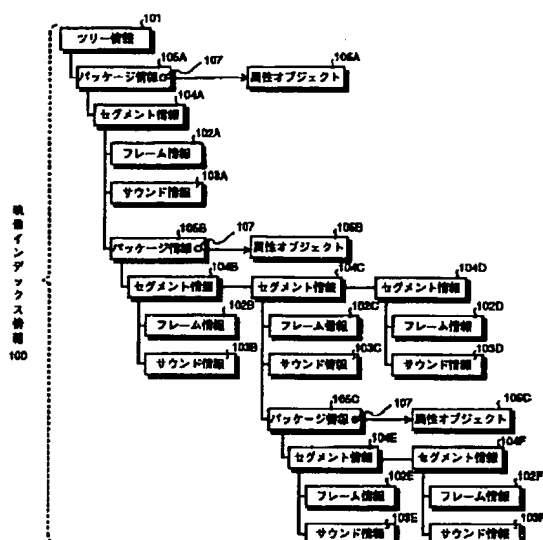 101
ツリー情報
105A
107
106A
パッケージ情報
属性オブジェクト
104A
セグメント情報
102A
フレーム情報
103A
サウンド情報
105B
107
106B
パッケージ情報
属性オブジェクト
104B
104C
104D
セグメント情報
セグメント情報
セグメント情報
102B
102C
102D
フレーム情報
フレーム情報
フレーム情報
103B
103C
103D
サウンド情報
サウンド情報
サウンド情報
105C
107
106C
パッケージ情報
属性オブジェクト
104E
104F
セグメント情報
セグメント情報
102E
102F
フレーム情報
フレーム情報
103E
103F
サウンド情報
サウンド情報
映像インデックス情報
100